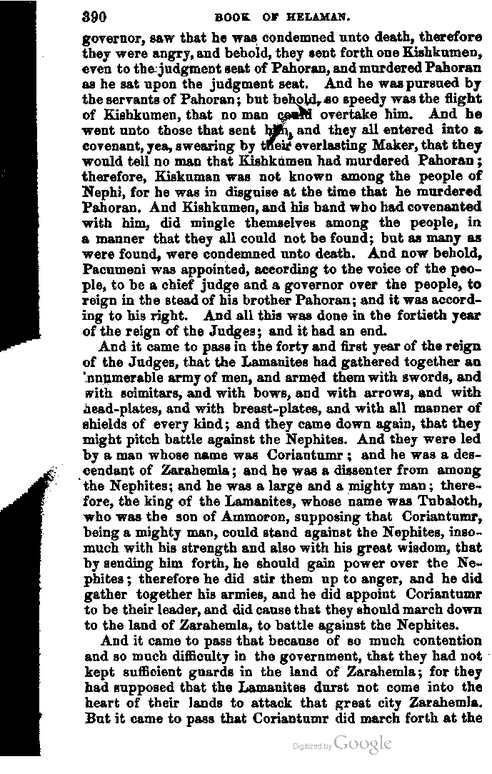 390 BOOK OF HELAMAN.
governor, saw that he was condemned unto death, therefore
they were angry, and behold, they sent forth one Kishkumen,
even to the judgment seat of Pahoran, and murdered Pahoran
as he sat upon the judgment seat. And he was pursued by
the servants of Pahoran; but behold, so speedy was the flight
of Kishkumen, that no man could overtake him. And he
went unto those that sent him, and they all entered into a
covenant, yea, swearing by their everlasting Maker, that they
would tell no man that Kishkumen had murdered Pahoran;
therefore, Kiskuman was not known among the people of
Nephi, for he was in disguise at the time that he murdered
Pahoran. And Kishkumen, and his band who had covenanted
with him, did mingle themselves among the people, in
a manner that they all could not be found; but as many as
were found, were condemned unto death. And now behold,
Pacumeni was appointed, according to the voice of the peo-
ple, to be a chief judge and a governor over the people, to
reign in the stead of his brother Pahoran; and it was accord-
ing to his right. And all this was done in the fortieth year
of the reign of the Judges; and it had an end.
And it came to pass in the forty and first year of the reign
of the Judges, that the Lamanites had gathered together an
innumerable army of men, and armed them with swords, and
with scimitars, and with bows, and with arrows, and with
head-plates, and with breast-plates, and with all manner of
shields of every kind; and they came down again, that they
might pitch battle against the Nephites. And they were led
by a man whose name was Coriantumr; and he was a des-
cendant of Zarahemla; and he was a dissenter from among
the Nephites; and he was a large and a mighty man; there-
fore, the king of the Lamanites, whose name was Tubaloth,
who was the son of Ammoron, supposing that Coriantumr,
being a mighty man, could stand against the Nephites, inso-
much with his strength and also with his great wisdom, that
by sending him forth, he should gain power over the Ne-
phites; therefore he did stir them up to anger, and he did
gather together his armies, and he did appoint Coriantumr
to be their leader, and did cause that they should march down
to the land of Zarahemla, to battle against the Nephites.
And it came to pass that because of so much contention
and so much difficulty in the government, that they had not
kept sufficient guards in the land of Zarahemla; for they
had supposed that the Lamanites durst not come into the
heart of their lands to attack that great city Zarahemla.
But it came to pass that Coriantumr did march forth at the
Digitized by Google